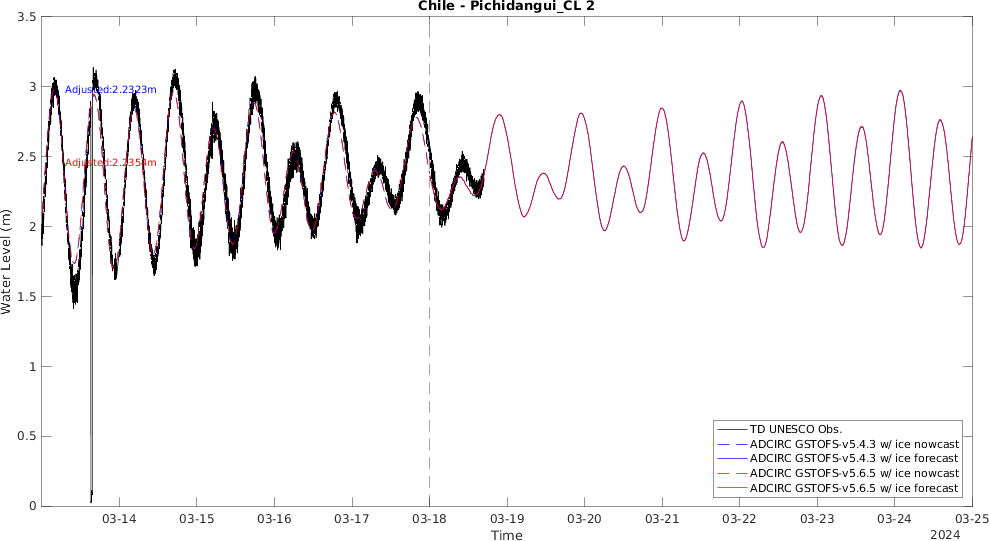 Chile - Pichidangui_CL 2
3.5
3
2.5
2
1.5
1
0.5
0
Water Level (m)
Adjusted:2.2323m
Adjusted:2.2354m
TD UNESCO Obs.
ADCIRC GSTOFS-v5.4.3 w/ ice nowcast
ADCIRC GSTOFS-v5.4.3 w/ ice forecast
ADCIRC GSTOFS-v5.6.5 w/ ice nowcast
ADCIRC GSTOFS-v5.6.5 w/ ice forecast
03-14 03-15 03-16 03-17 03-18 03-19 03-20 03-21 03-22 03-23 03-24 03-25
Time
2024